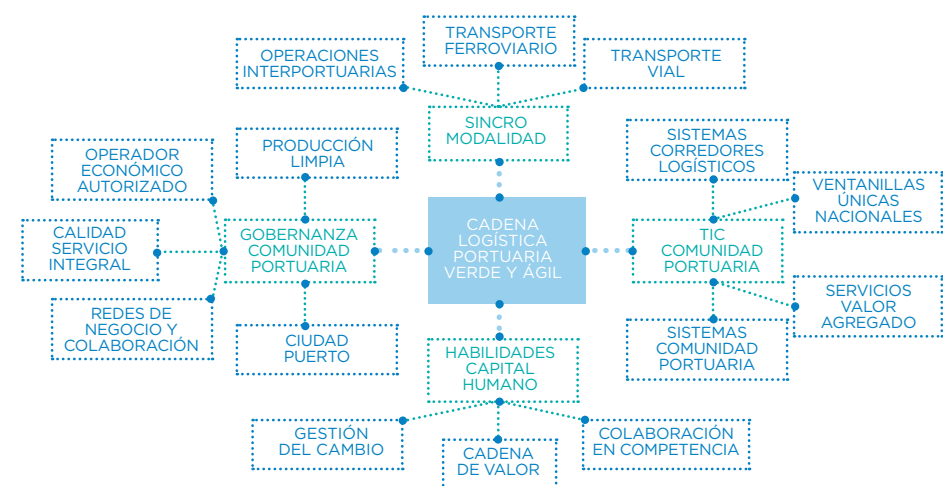 TRANSPORTE
FERROVIARIO
OPERACIONES
INTERPORTUARIAS
TRANSPORTE
VIAL
SINCRO
MODALIDAD
OPERADOR
ECONÓMICO
AUTORIZADO
PRODUCCIÓN
LIMPIA
SISTEMAS
CORREDORES
LOGÍSTICOS
VENTANILLAS
ÚNICAS
NACIONALES
CALIDAD
SERVICIO
INTEGRAL
GOBERNANZA
COMUNIDAD
PORTUARIA
CADENA
LOGÍSTICA
PORTUARIA
VERDE Y ÁGIL
TIC
COMUNIDAD
PORTUARIA
REDES DE
NEGOCIO Y
COLABORACIÓN
CIUDAD
PUERTO
SISTEMAS
COMUNIDAD
PORTUARIA
SERVICIOS
VALOR
AGREGADO
HABILIDADES
CAPITAL
HUMANO
GESTIÓN
DEL CAMBIO
CADENA
DE VALOR
COLABORACIÓN
EN COMPETENCIA